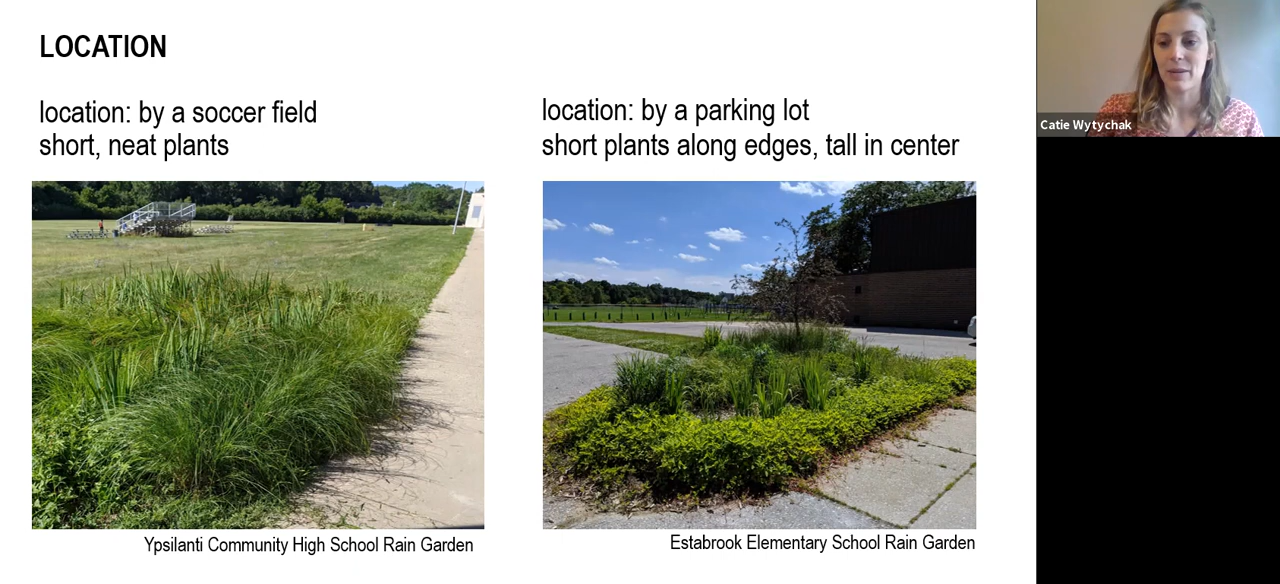 LOCATION
location: by a soccer field
short, neat plants
location: by a parking lot
short plants along edges, tall in center
Ypsilanti Community High School Rain Garden
Estabrook Elementary School Rain Garden
Catie Wytychak